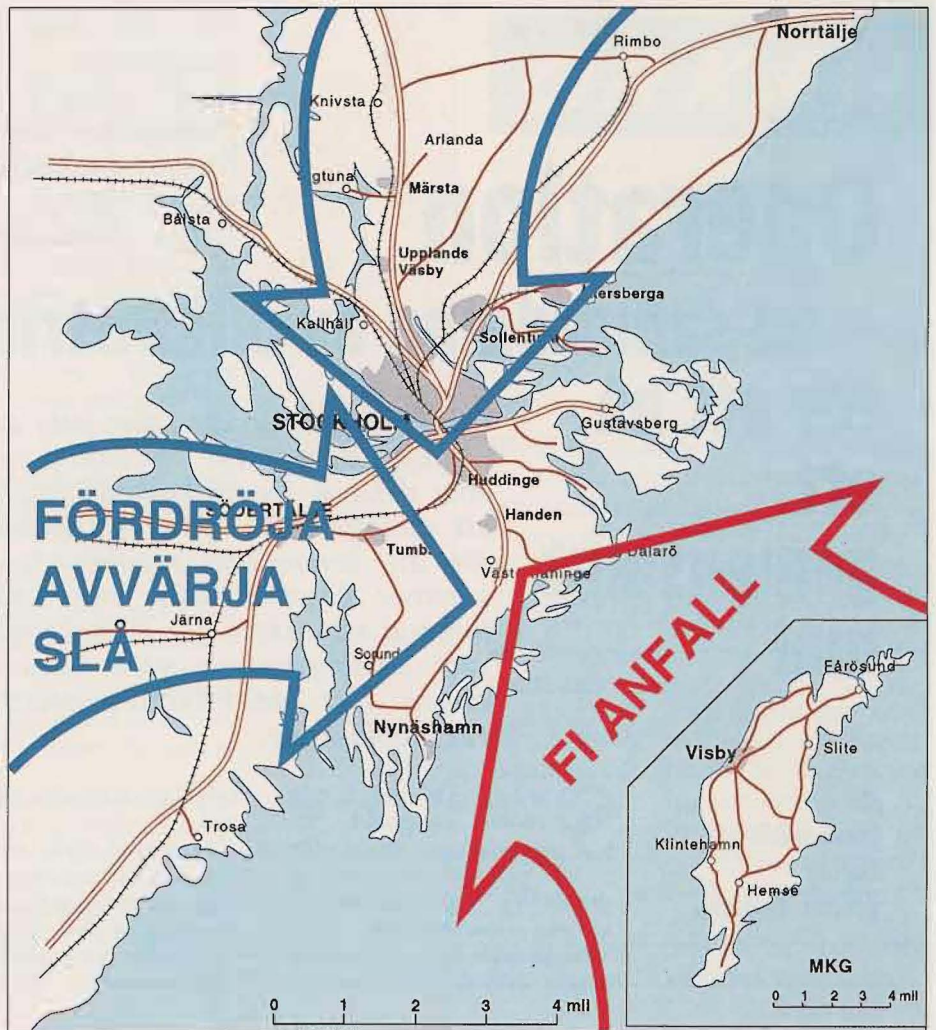 Norrtälje
Rimbo
Knivsta
Arlanda
Sigtuna
Märsta
Bålsta
Upplands
Väsby
Åkersberga
Kallhäll
Sollentuna
STOCKHOLM
Gustavsberg
Huddinge
SÖDERTÄLJE
Handen
FÖRDRÖJA
AVVÄRJA
SLÅ
Tumba
Dalarö
Västerhaninge
Järna
Sorunda
Nynäshamn
FI ANFALL
Trosa
Fårösund
Visby
Slite
Klintehamn
Hemse
MKG
0 1 2 3 4 mil
0 1 2 3 4 mil